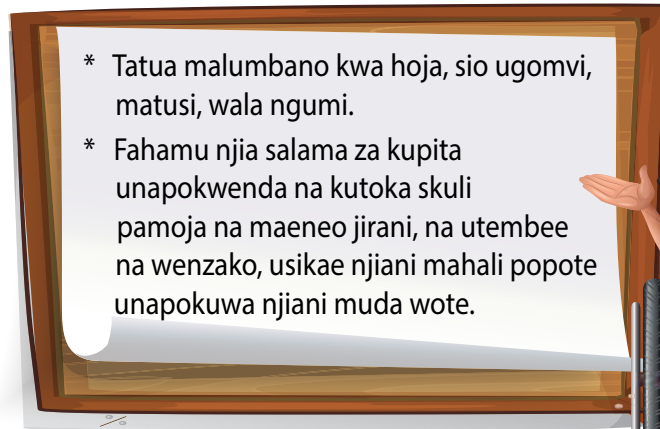 * Tatua malumbano kwa hoja, sio ugomvi,
matusi, wala ngumi.
* Fahamu njia salama za kupita
unapokwenda na kutoka skuli
pamoja na maeneo jirani, na utembee
na wenzako, usikae njiani mahali popote
unapokuwa njiani muda wote.